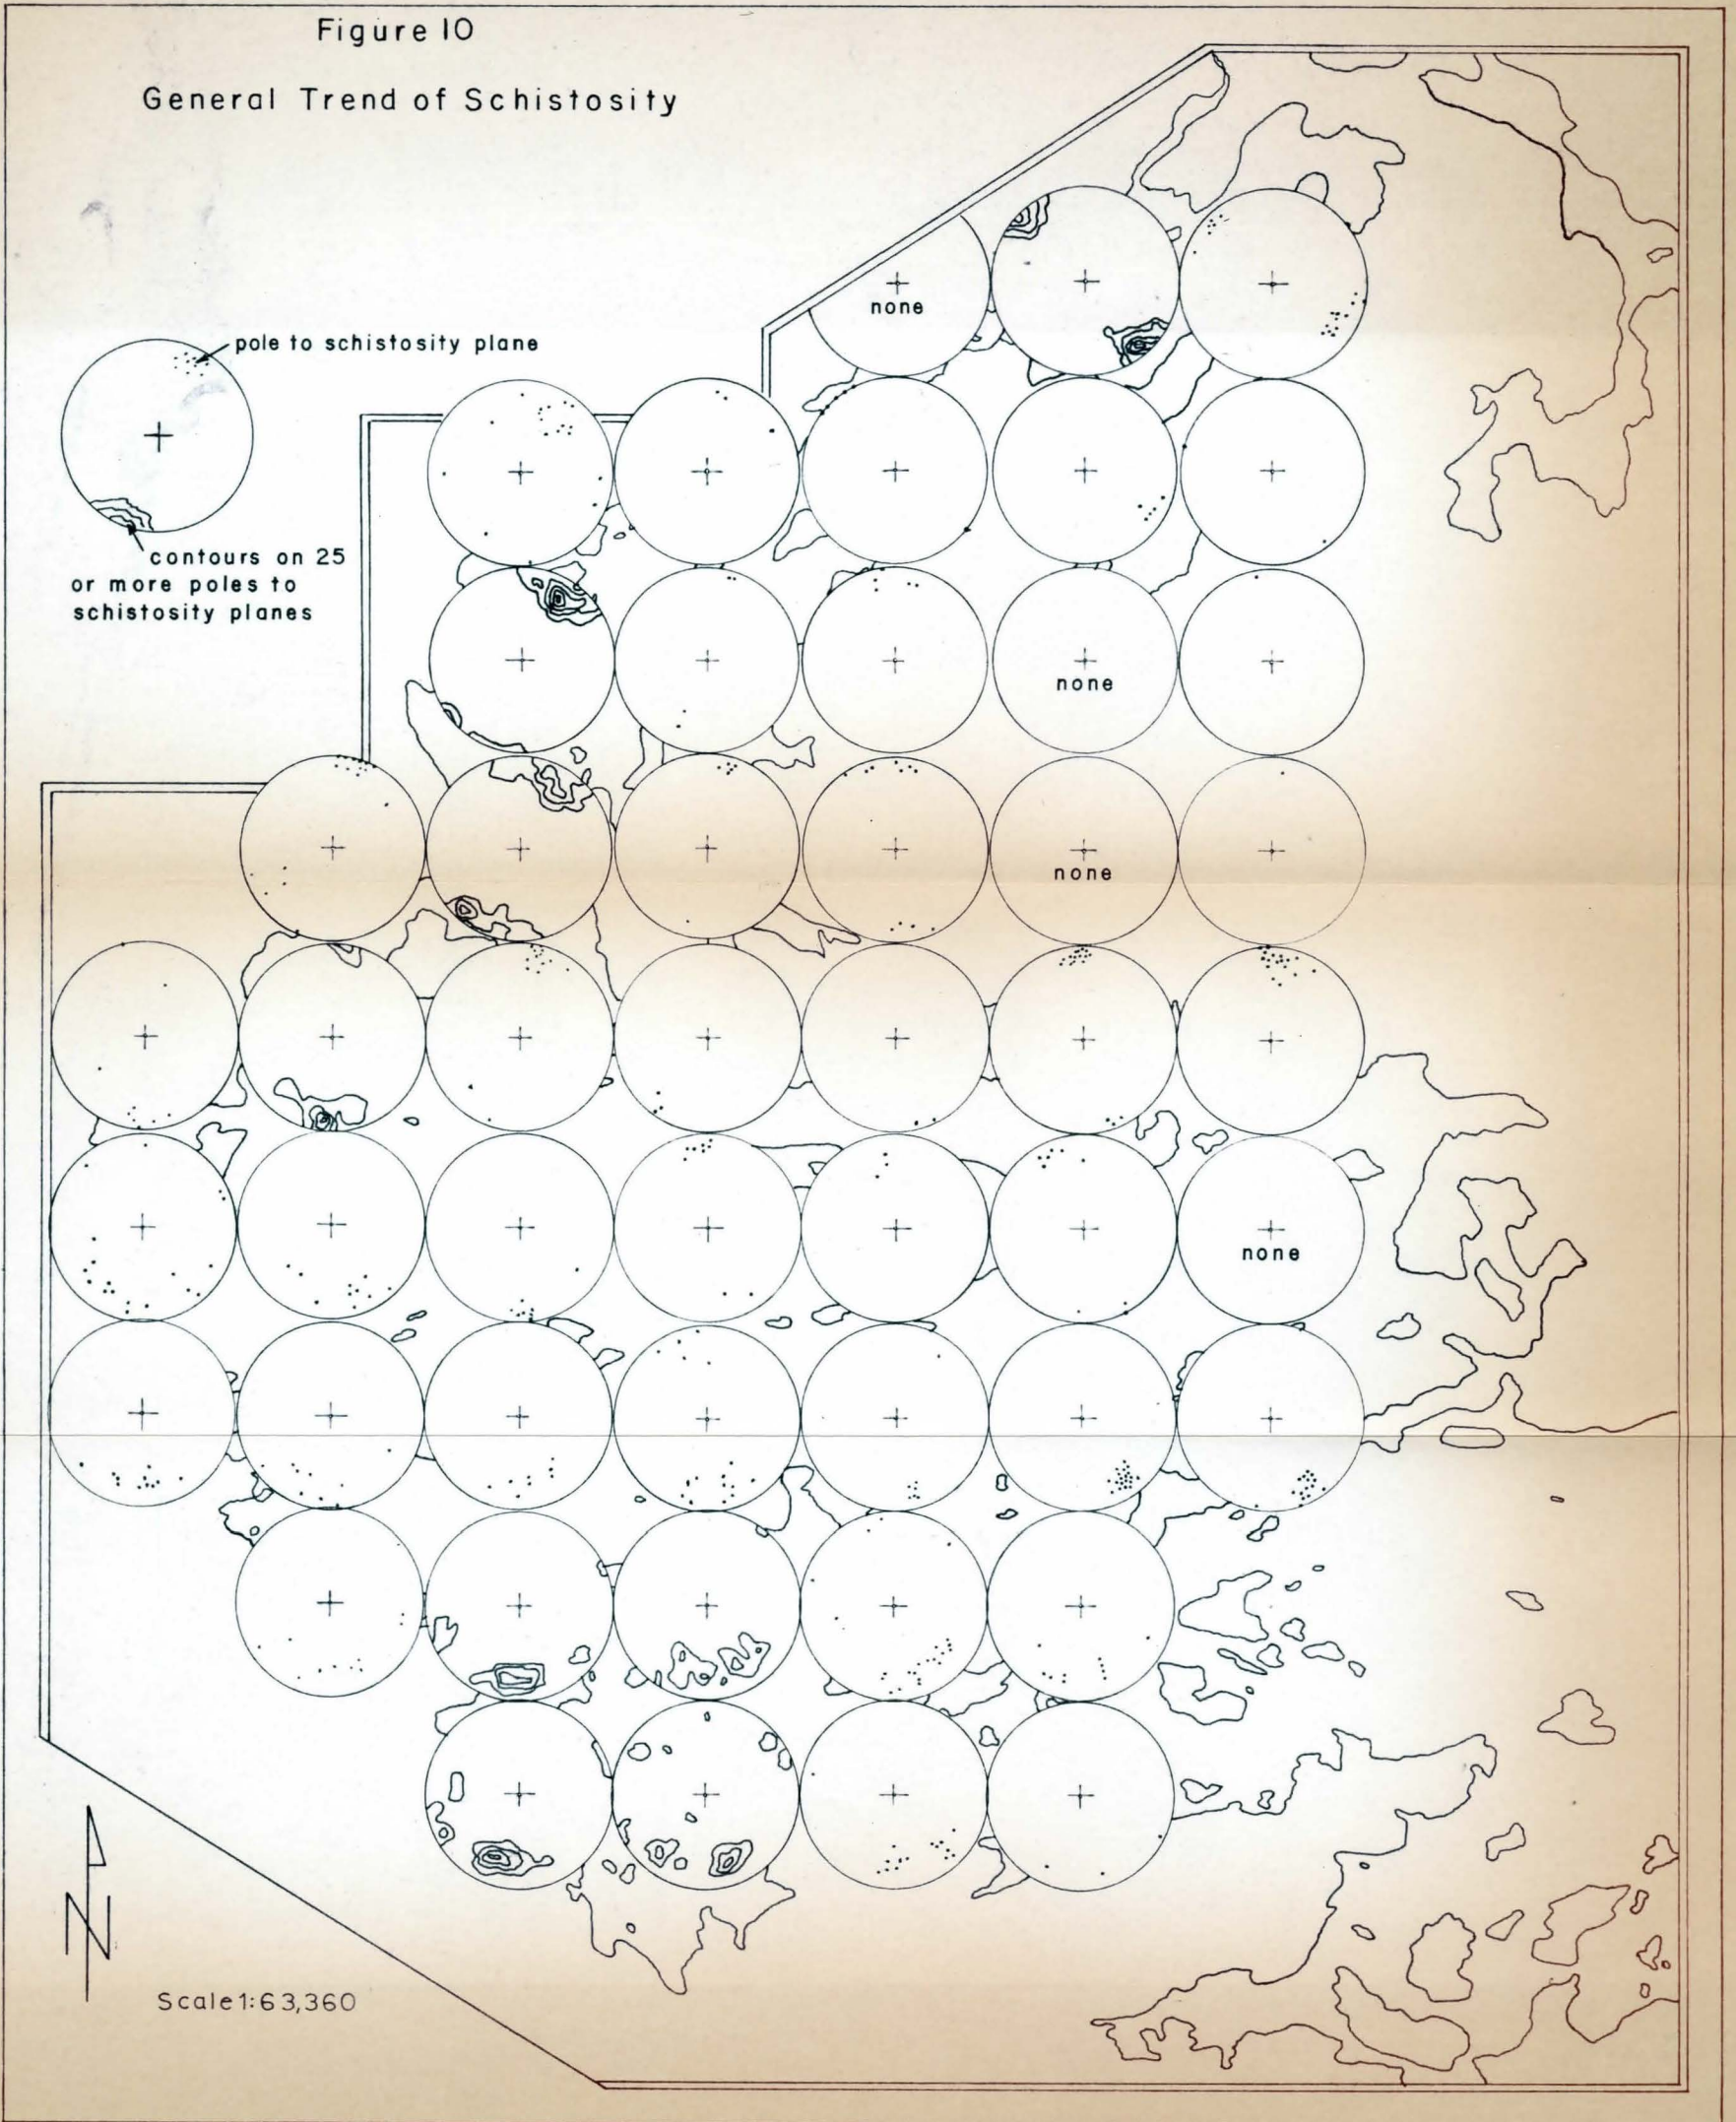 Figure 10
General Trend of Schistosity
none
pole to schistosity plane
contours on 25
or more poles to
schistosity planes
none
none
none
N
Scale 1:63,360